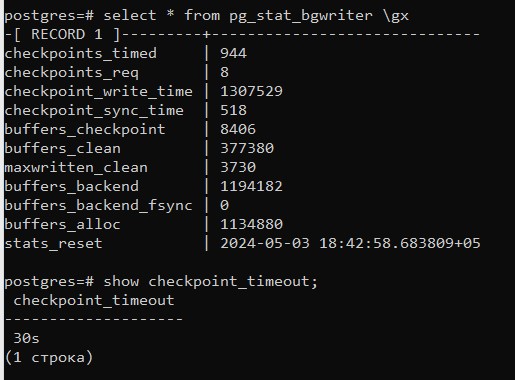 postgres=# select * from pg_stat_bgwriter \gx
-[ RECORD 1 ]---------+------------------------------
checkpoints_timed     | 944
checkpoints_req       | 8
checkpoint_write_time | 1307529
checkpoint_sync_time  | 518
buffers_checkpoint    | 8406
buffers_clean         | 377380
maxwritten_clean      | 3730
buffers_backend       | 1194182
buffers_backend_fsync | 0
buffers_alloc         | 1134880
stats_reset           | 2024-05-03 18:42:58.683809+05
postgres=# show checkpoint_timeout;
 checkpoint_timeout
--------------------
 30s
(1 строка)